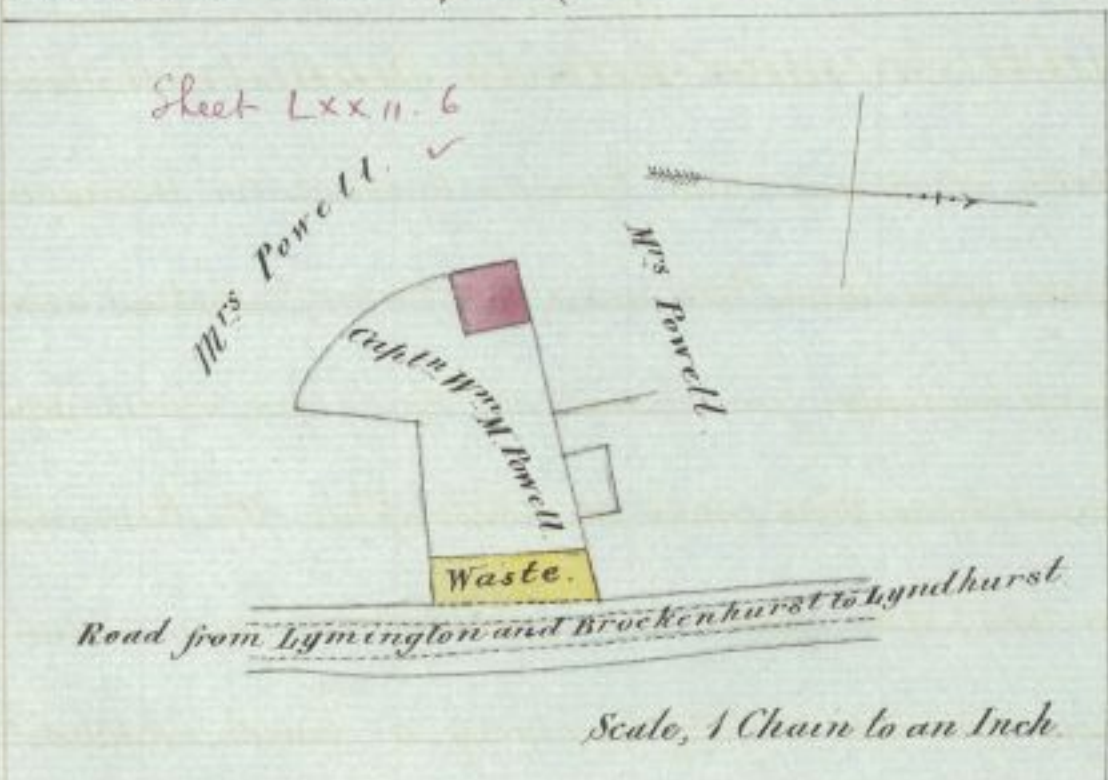 Sheet LXXII. 6
Mrs Powell.
Mrs Powell.
Captn Wm M. Powell.
Waste.
Road from Lymington and Brockenhurst to Lyndhurst
Scale, 1 Chain to an Inch.